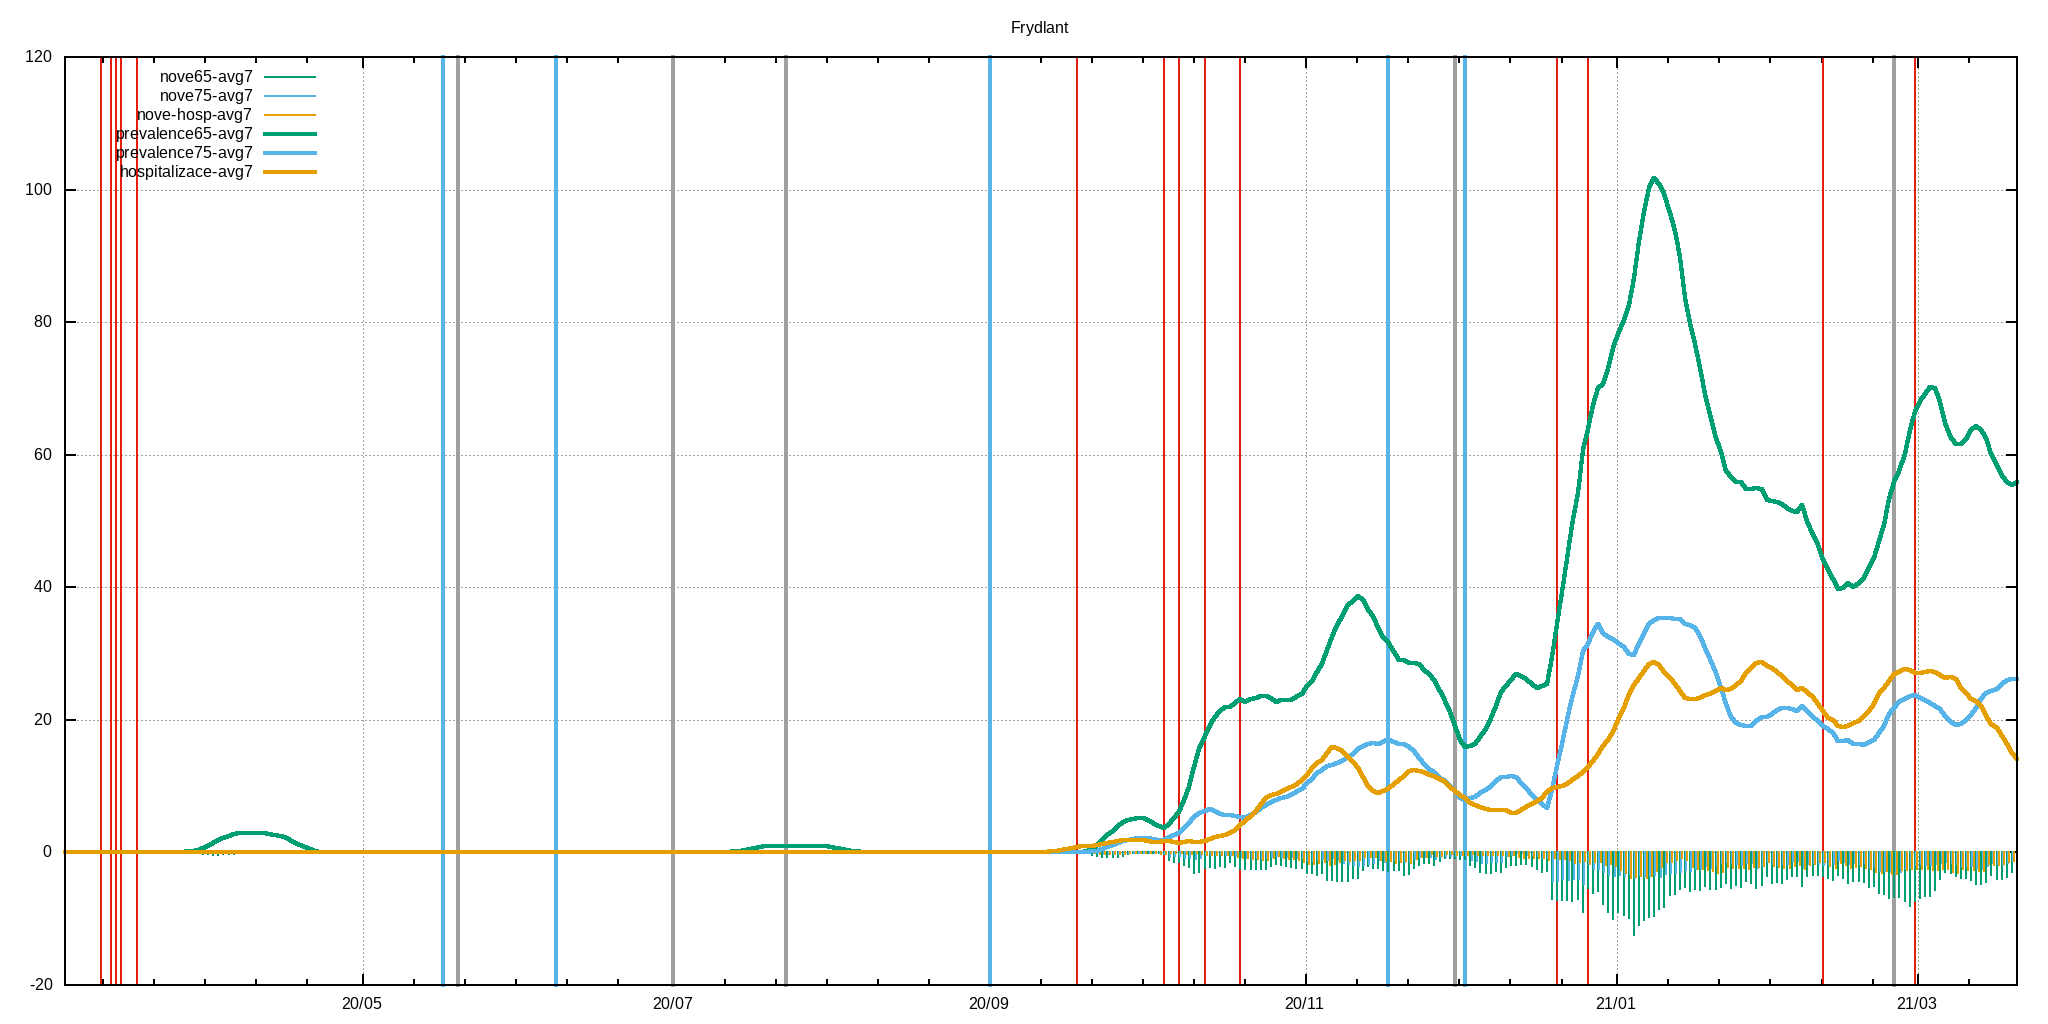 Frydlant
120
100
80
60
40
20
0
-20
nove65-avg7
nove75-avg7
nove-hosp-avg7
prevalence65-avg7
prevalence75-avg7
hospitalizace-avg7
20/05 20/07 20/09 20/11 21/01 21/03